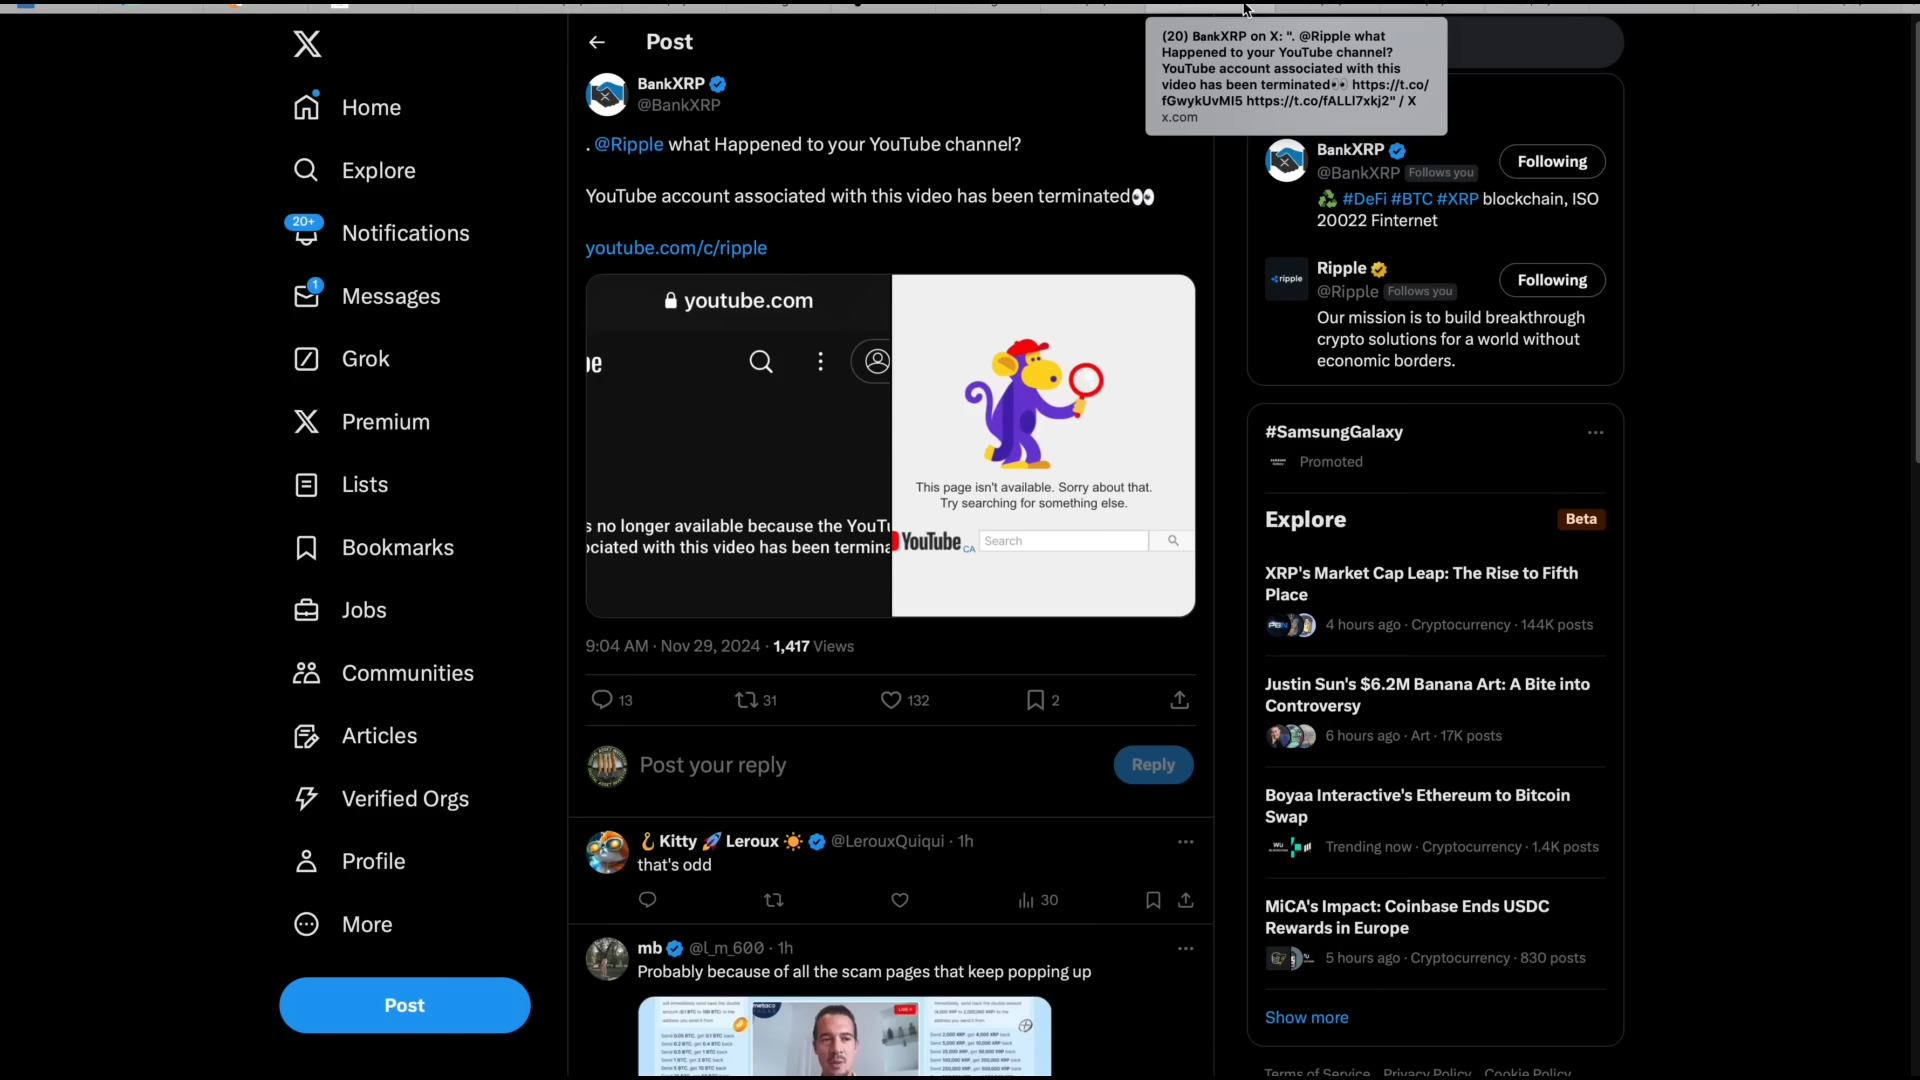 Post
(20) BankXRP on X: ". @Ripple what
Happened to your YouTube channel?
YouTube account associated with this
video has been terminated👀 https://t.co/
fGwykUvMI5 https://t.co/fALLl7xkj2" / X
x.com
Home
Explore
20+
Notifications
1
Messages
Grok
Premium
Lists
Bookmarks
Jobs
Communities
Articles
Verified Orgs
Profile
More
Post
BankXRP
@BankXRP
. @Ripple what Happened to your YouTube channel?
YouTube account associated with this video has been terminated👀
youtube.com/c/ripple
youtube.com
be
s no longer available because the YouTu
ociated with this video has been termina
This page isn't available. Sorry about that.
Try searching for something else.
YouTube CA
Search
9:04 AM · Nov 29, 2024 · 1,417 Views
13 31 132 2
Post your reply
Reply
Kitty 🚀 Leroux ☀️ @LerouxQuiqui · 1h
that's odd
30
mb @l_m_600 · 1h
Probably because of all the scam pages that keep popping up
metaco
LIVE
BankXRP
@BankXRP Follows you
Following
♻️ #DeFi #BTC #XRP blockchain, ISO
20022 Finternet
ripple
Ripple
@Ripple Follows you
Following
Our mission is to build breakthrough
crypto solutions for a world without
economic borders.
#SamsungGalaxy
Promoted
Explore
Beta
XRP's Market Cap Leap: The Rise to Fifth
Place
4 hours ago · Cryptocurrency · 144K posts
Justin Sun's $6.2M Banana Art: A Bite into
Controversy
6 hours ago · Art · 17K posts
Boyaa Interactive's Ethereum to Bitcoin
Swap
Trending now · Cryptocurrency · 1.4K posts
MiCA's Impact: Coinbase Ends USDC
Rewards in Europe
5 hours ago · Cryptocurrency · 830 posts
Show more
Terms of Service Privacy Policy Cookie Policy